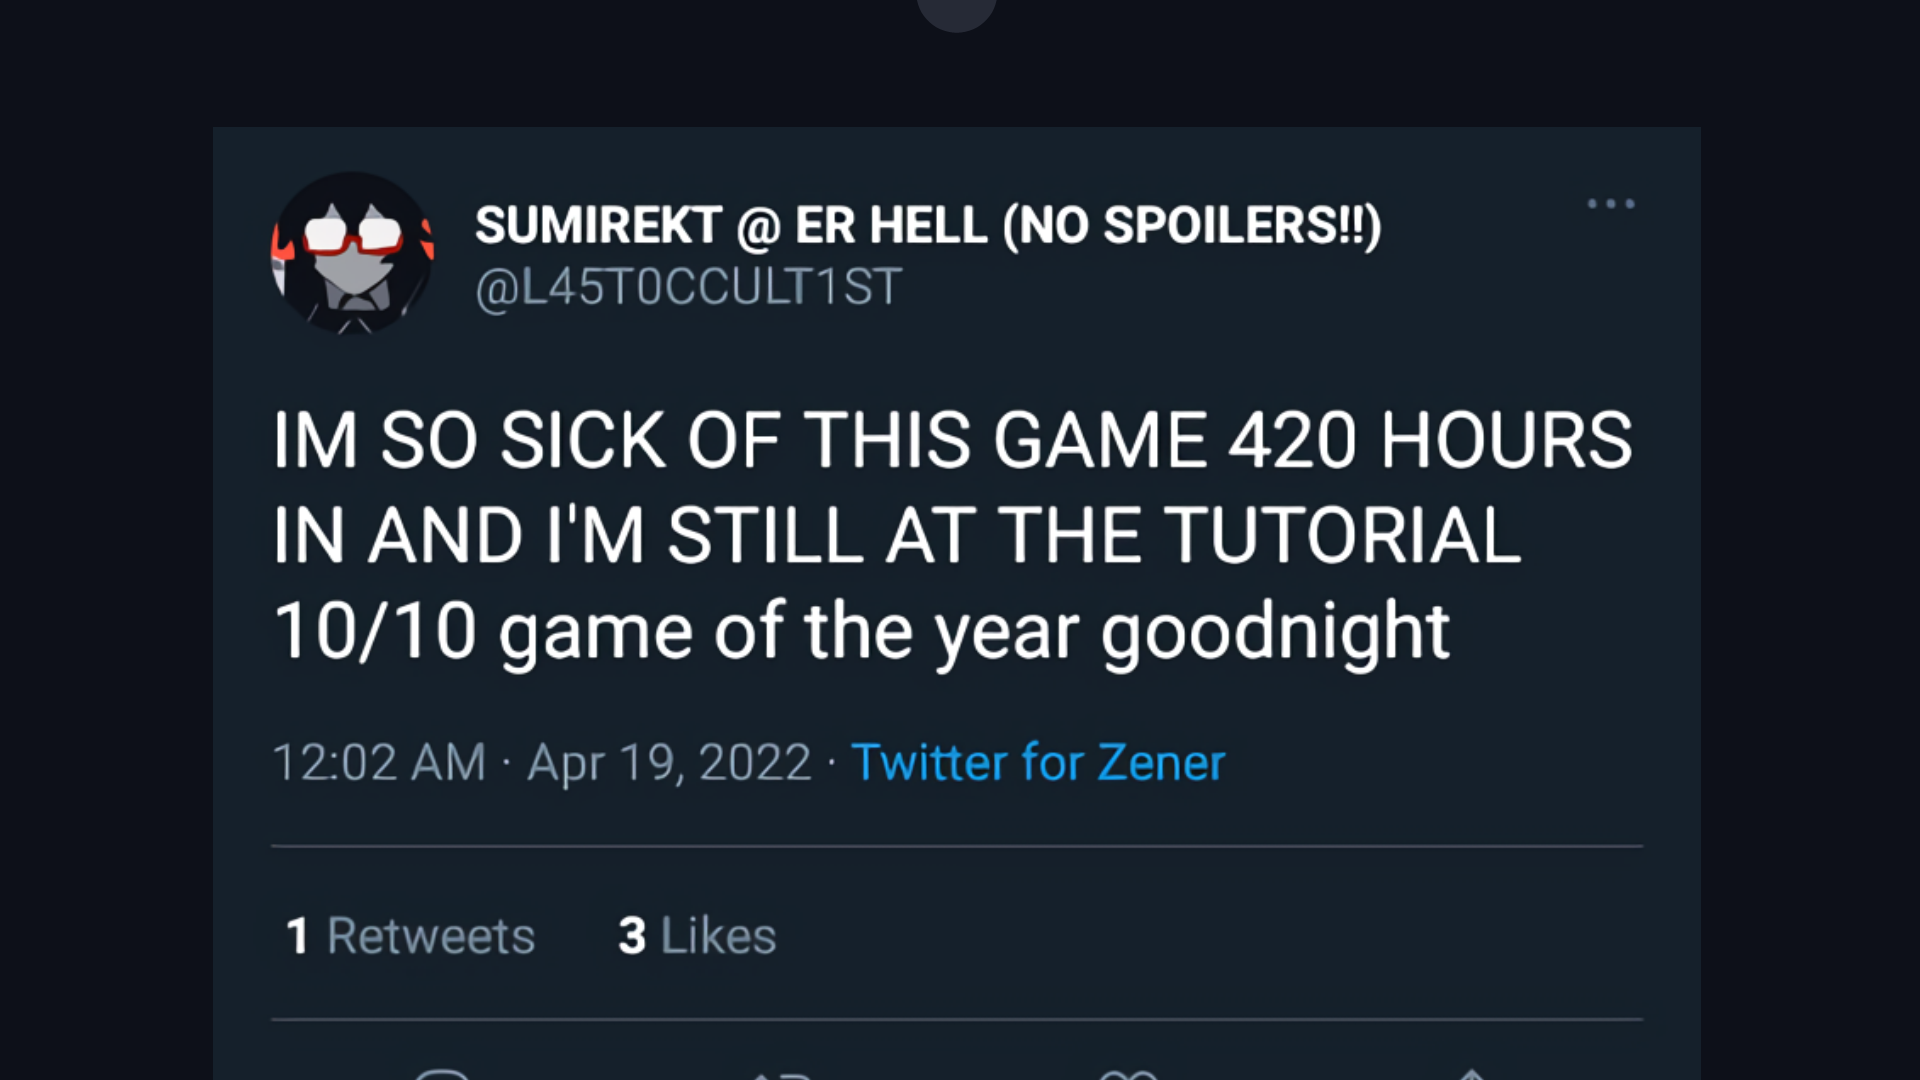 SUMIREKT @ ER HELL (NO SPOILERS!!)
@L45T0CCULT1ST
IM SO SICK OF THIS GAME 420 HOURS
IN AND I'M STILL AT THE TUTORIAL
10/10 game of the year goodnight
12:02 AM · Apr 19, 2022 · Twitter for Zener
1 Retweets 3 Likes